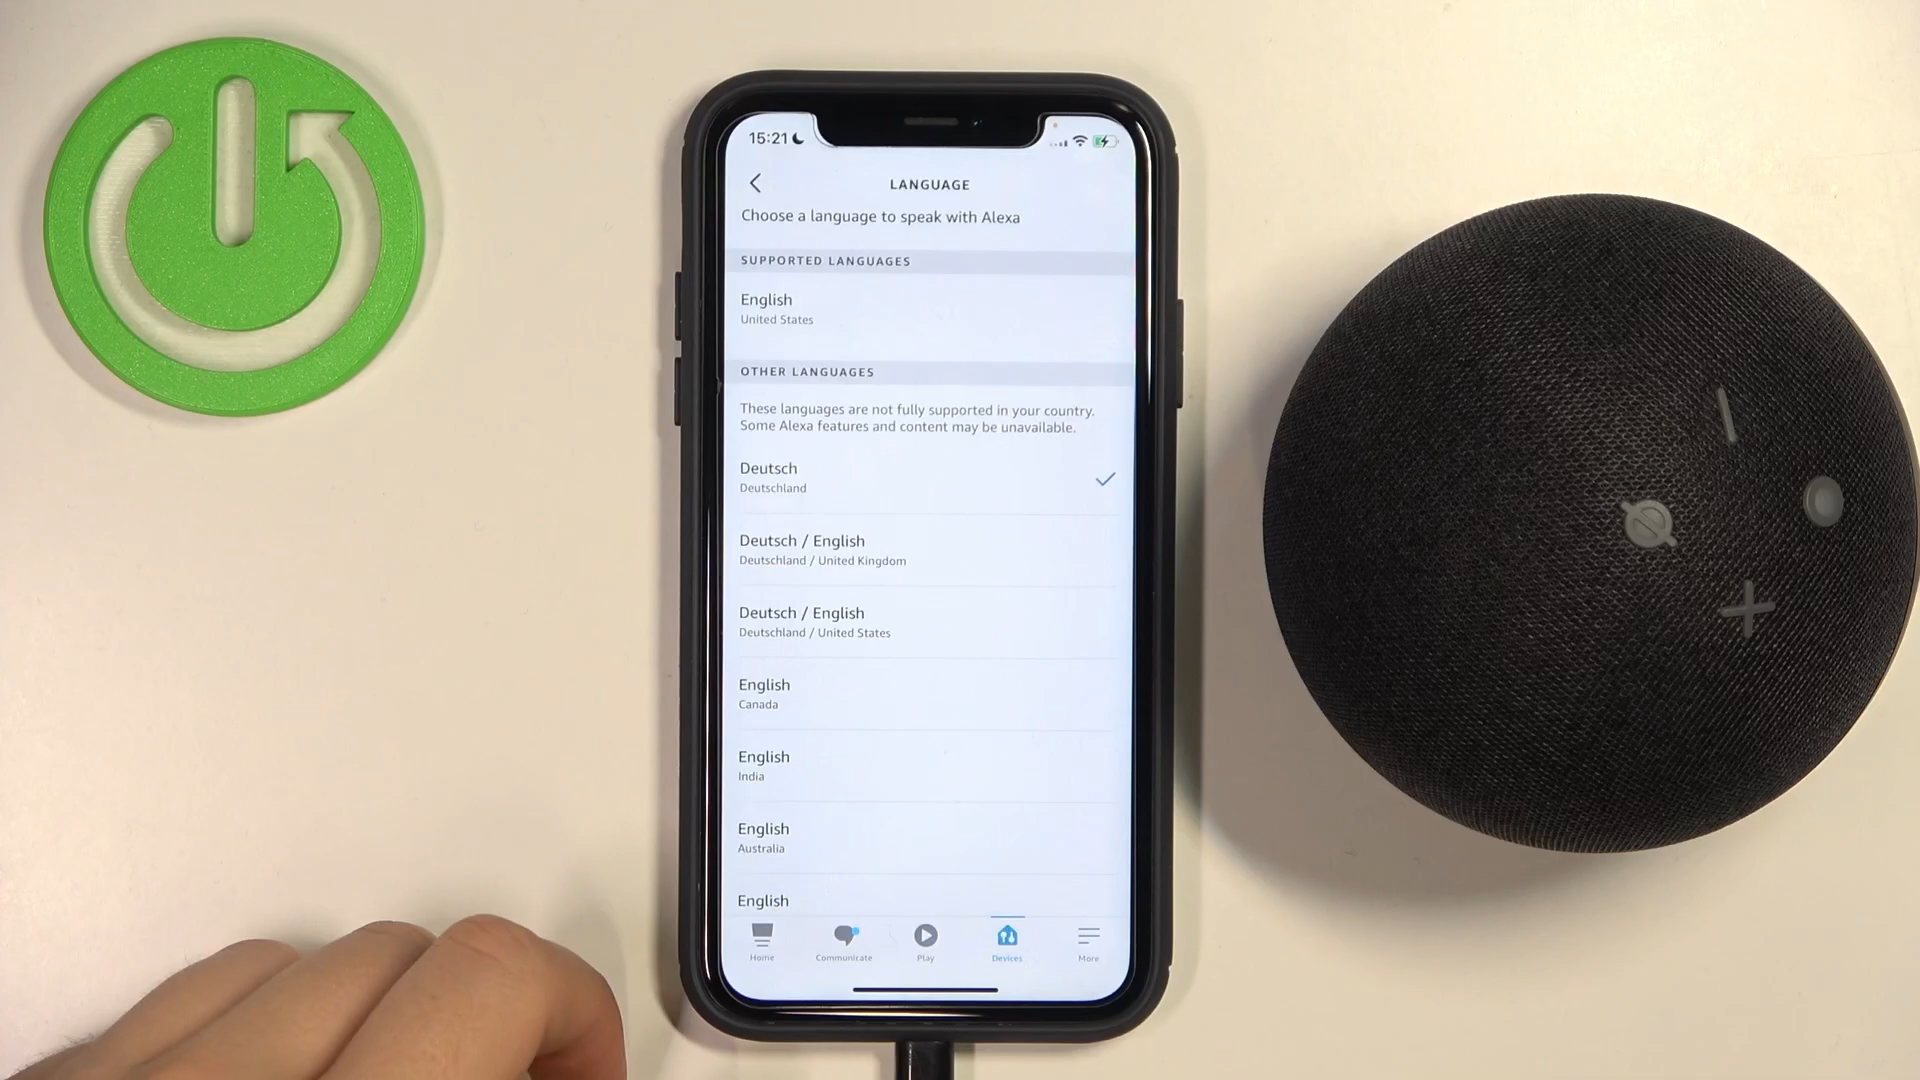 15:21
LANGUAGE
Choose a language to speak with Alexa
SUPPORTED LANGUAGES
English
United States
OTHER LANGUAGES
These languages are not fully supported in your country.
Some Alexa features and content may be unavailable.
Deutsch
Deutschland
Deutsch / English
Deutschland / United Kingdom
Deutsch / English
Deutschland / United States
English
Canada
English
India
English
Australia
English
Home
Communicate
Play
Devices
More